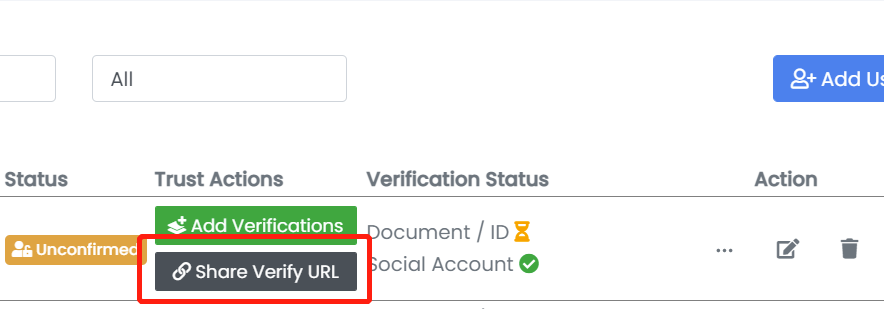 All
Add Us
Status Trust Actions Verification Status Action
Add Verifications
Unconfirmed
Share Verify URL
Document / ID
Social Account
...